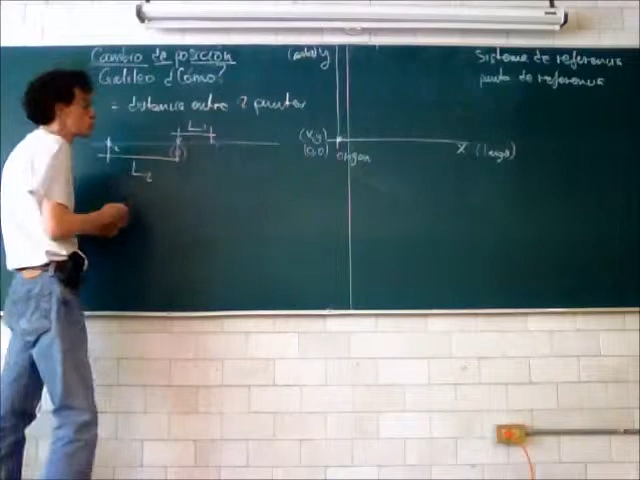 Cambio de posición
Galileo ¿Cómo?
= distancia entre 2 puntos
L₁
L₂
y
(x,y)
(0,0)
origen
x (largo)
Sistema de referencia
punto de referencia